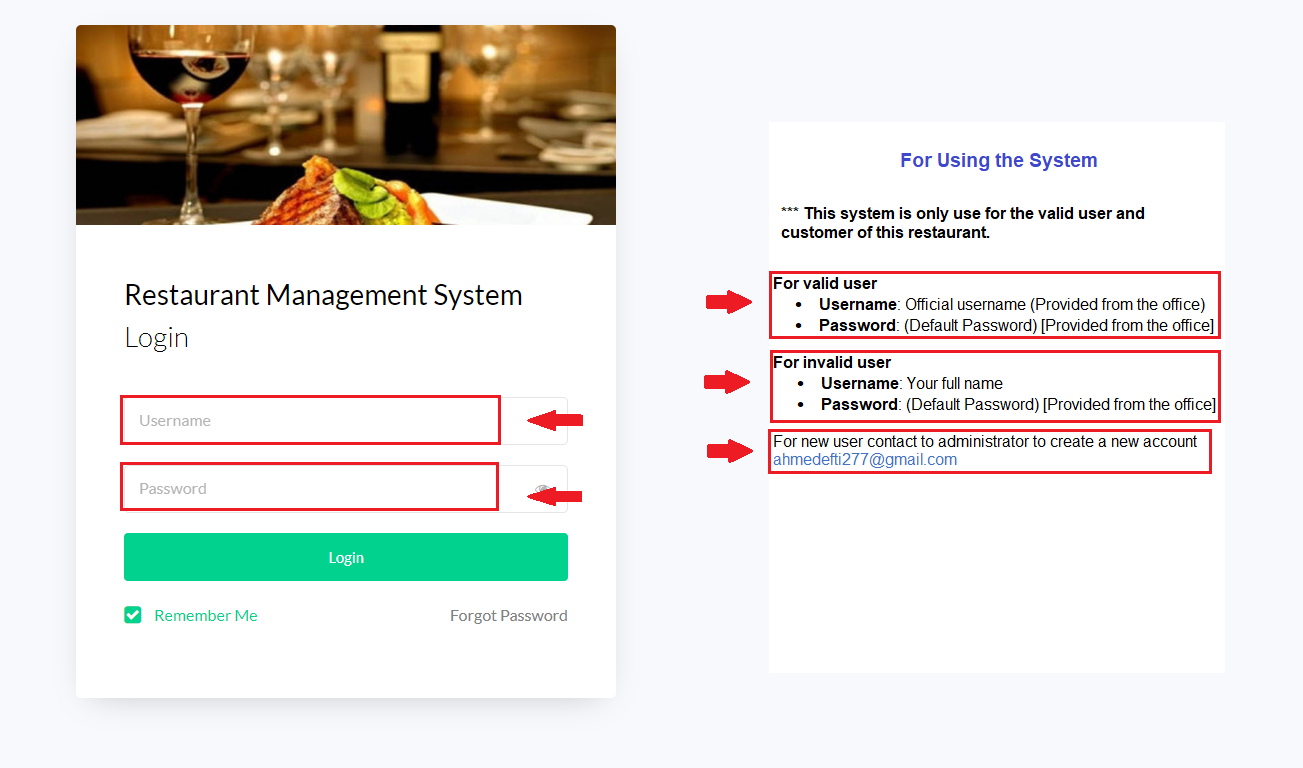 Restaurant Management System
Login
Username
Password
Login
Remember Me
Forgot Password
For Using the System
*** This system is only use for the valid user and
customer of this restaurant.
For valid user
• Username: Official username (Provided from the office)
• Password: (Default Password) [Provided from the office]
For invalid user
• Username: Your full name
• Password: (Default Password) [Provided from the office]
For new user contact to administrator to create a new account
ahmedefti277@gmail.com